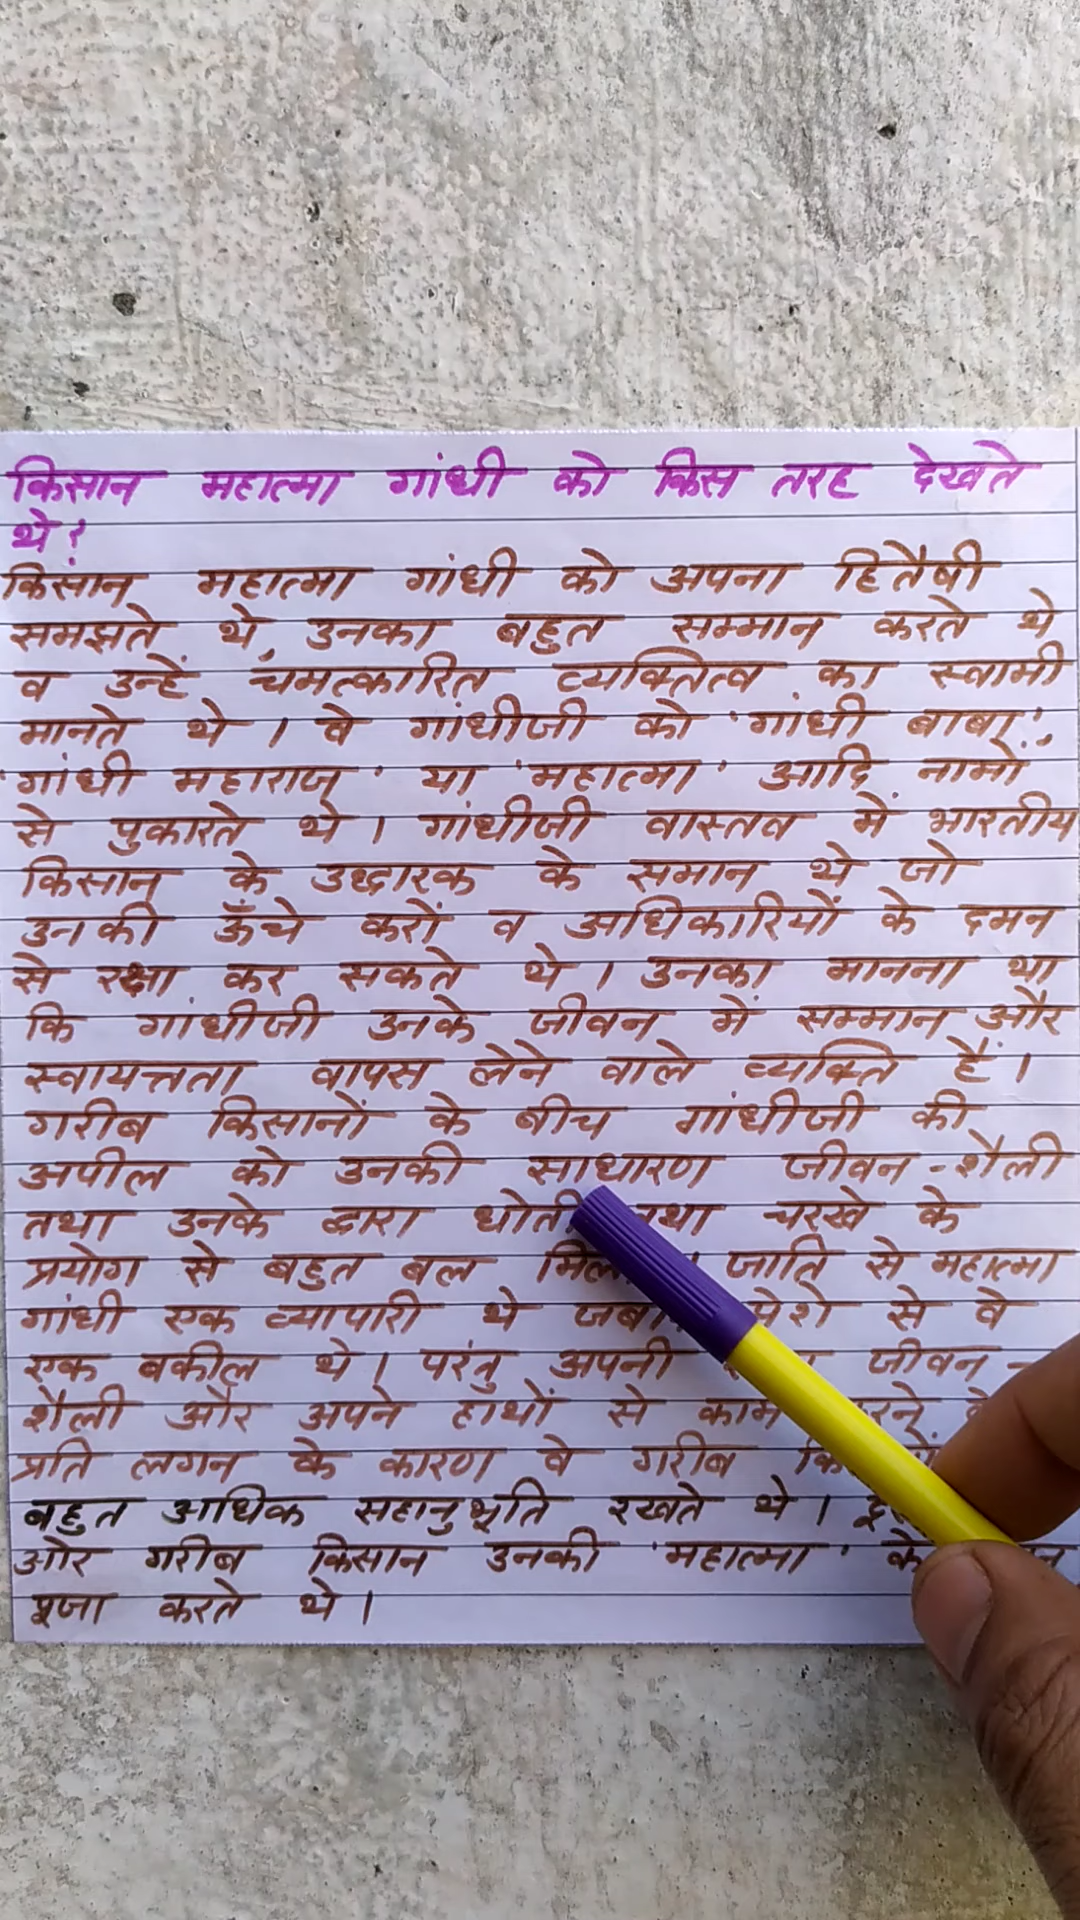 किसान महात्मा गांधी को किस तरह देखते
थे?
किसान महात्मा गांधी को अपना हितैषी
समझते थे, उनका बहुत सम्मान करते थे
व उन्हें चमत्कारित व्यक्तित्व का स्वामी
मानते थे । वे गांधीजी को 'गांधी बाबा',
'गांधी महाराज' या 'महात्मा' आदि नामों
से पुकारते थे । गांधीजी वास्तव में भारतीय
किसान के उद्धारक के समान थे जो
उनकी ऊँचे करों व अधिकारियों के दमन
से रक्षा कर सकते थे । उनका मानना था
कि गांधीजी उनके जीवन में सम्मान और
स्वायत्तता वापस लेने वाले व्यक्ति हैं ।
गरीब किसानों के बीच गांधीजी की
अपील को उनकी साधारण जीवन-शैली
तथा उनके द्वारा धोती तथा चरखे के
प्रयोग से बहुत बल जाति से महात्मा
गांधी एक व्यापारी थे पेशे से वे
एक वकील थे । परंतु अपनी जीवन-
शैली और अपने हाथों से काम करने के
प्रति लगन के कारण वे गरीब
बहुत अधिक सहानुभूति रखते थे ।
और गरीब किसान उनकी 'महात्मा' के
पूजा करते थे ।